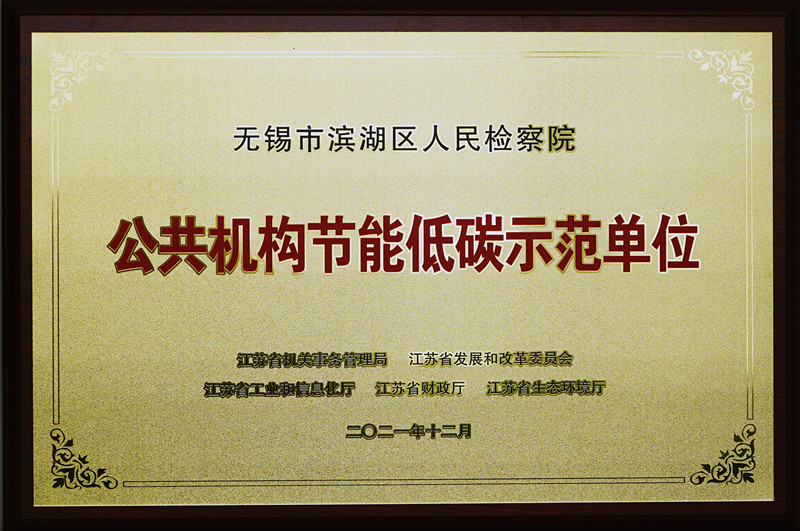 无锡市滨湖区人民检察院
公共机构节能低碳示范单位
江苏省机关事务管理局 江苏省发展和改革委员会
江苏省工业和信息化厅 江苏省财政厅 江苏省生态环境厅
二〇二一年十二月